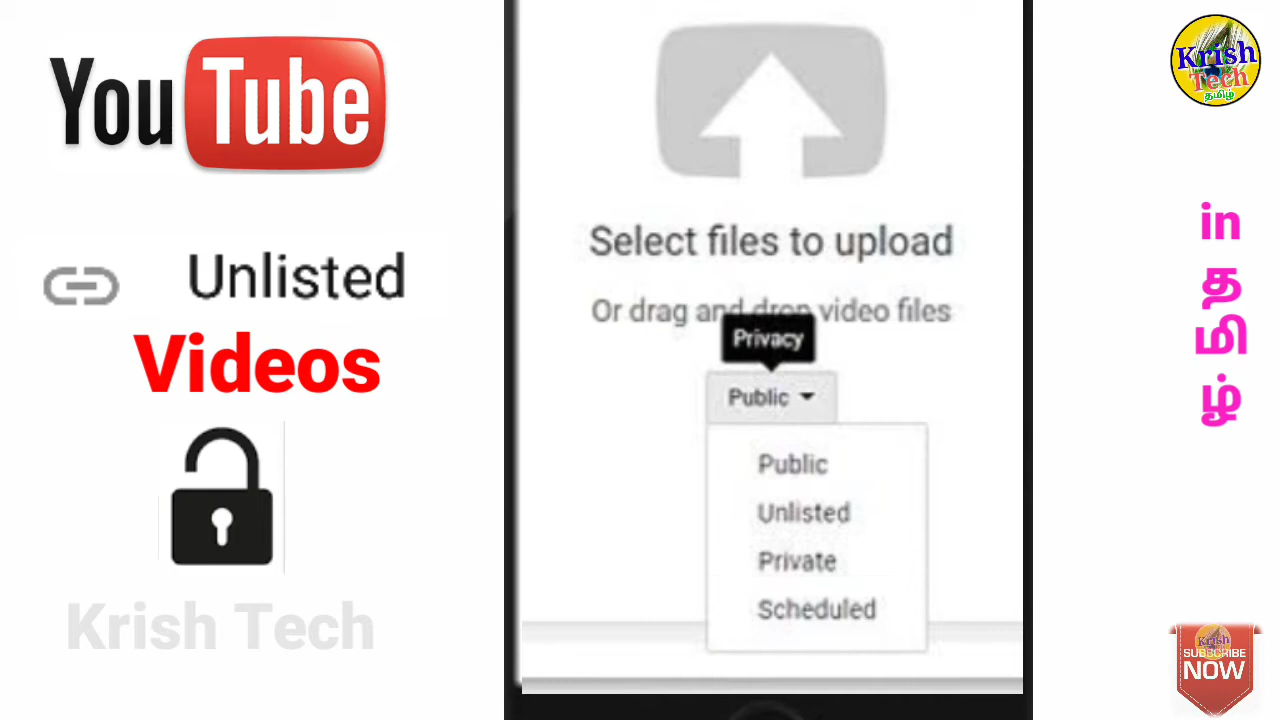 YouTube
Unlisted
Videos
Krish Tech
Select files to upload
Or drag and drop video files
Privacy
Public
Public
Unlisted
Private
Scheduled
Krish
Tech
தமிழ்
in
த
மி
ழ்
Krish
SUBSCRIBE
NOW